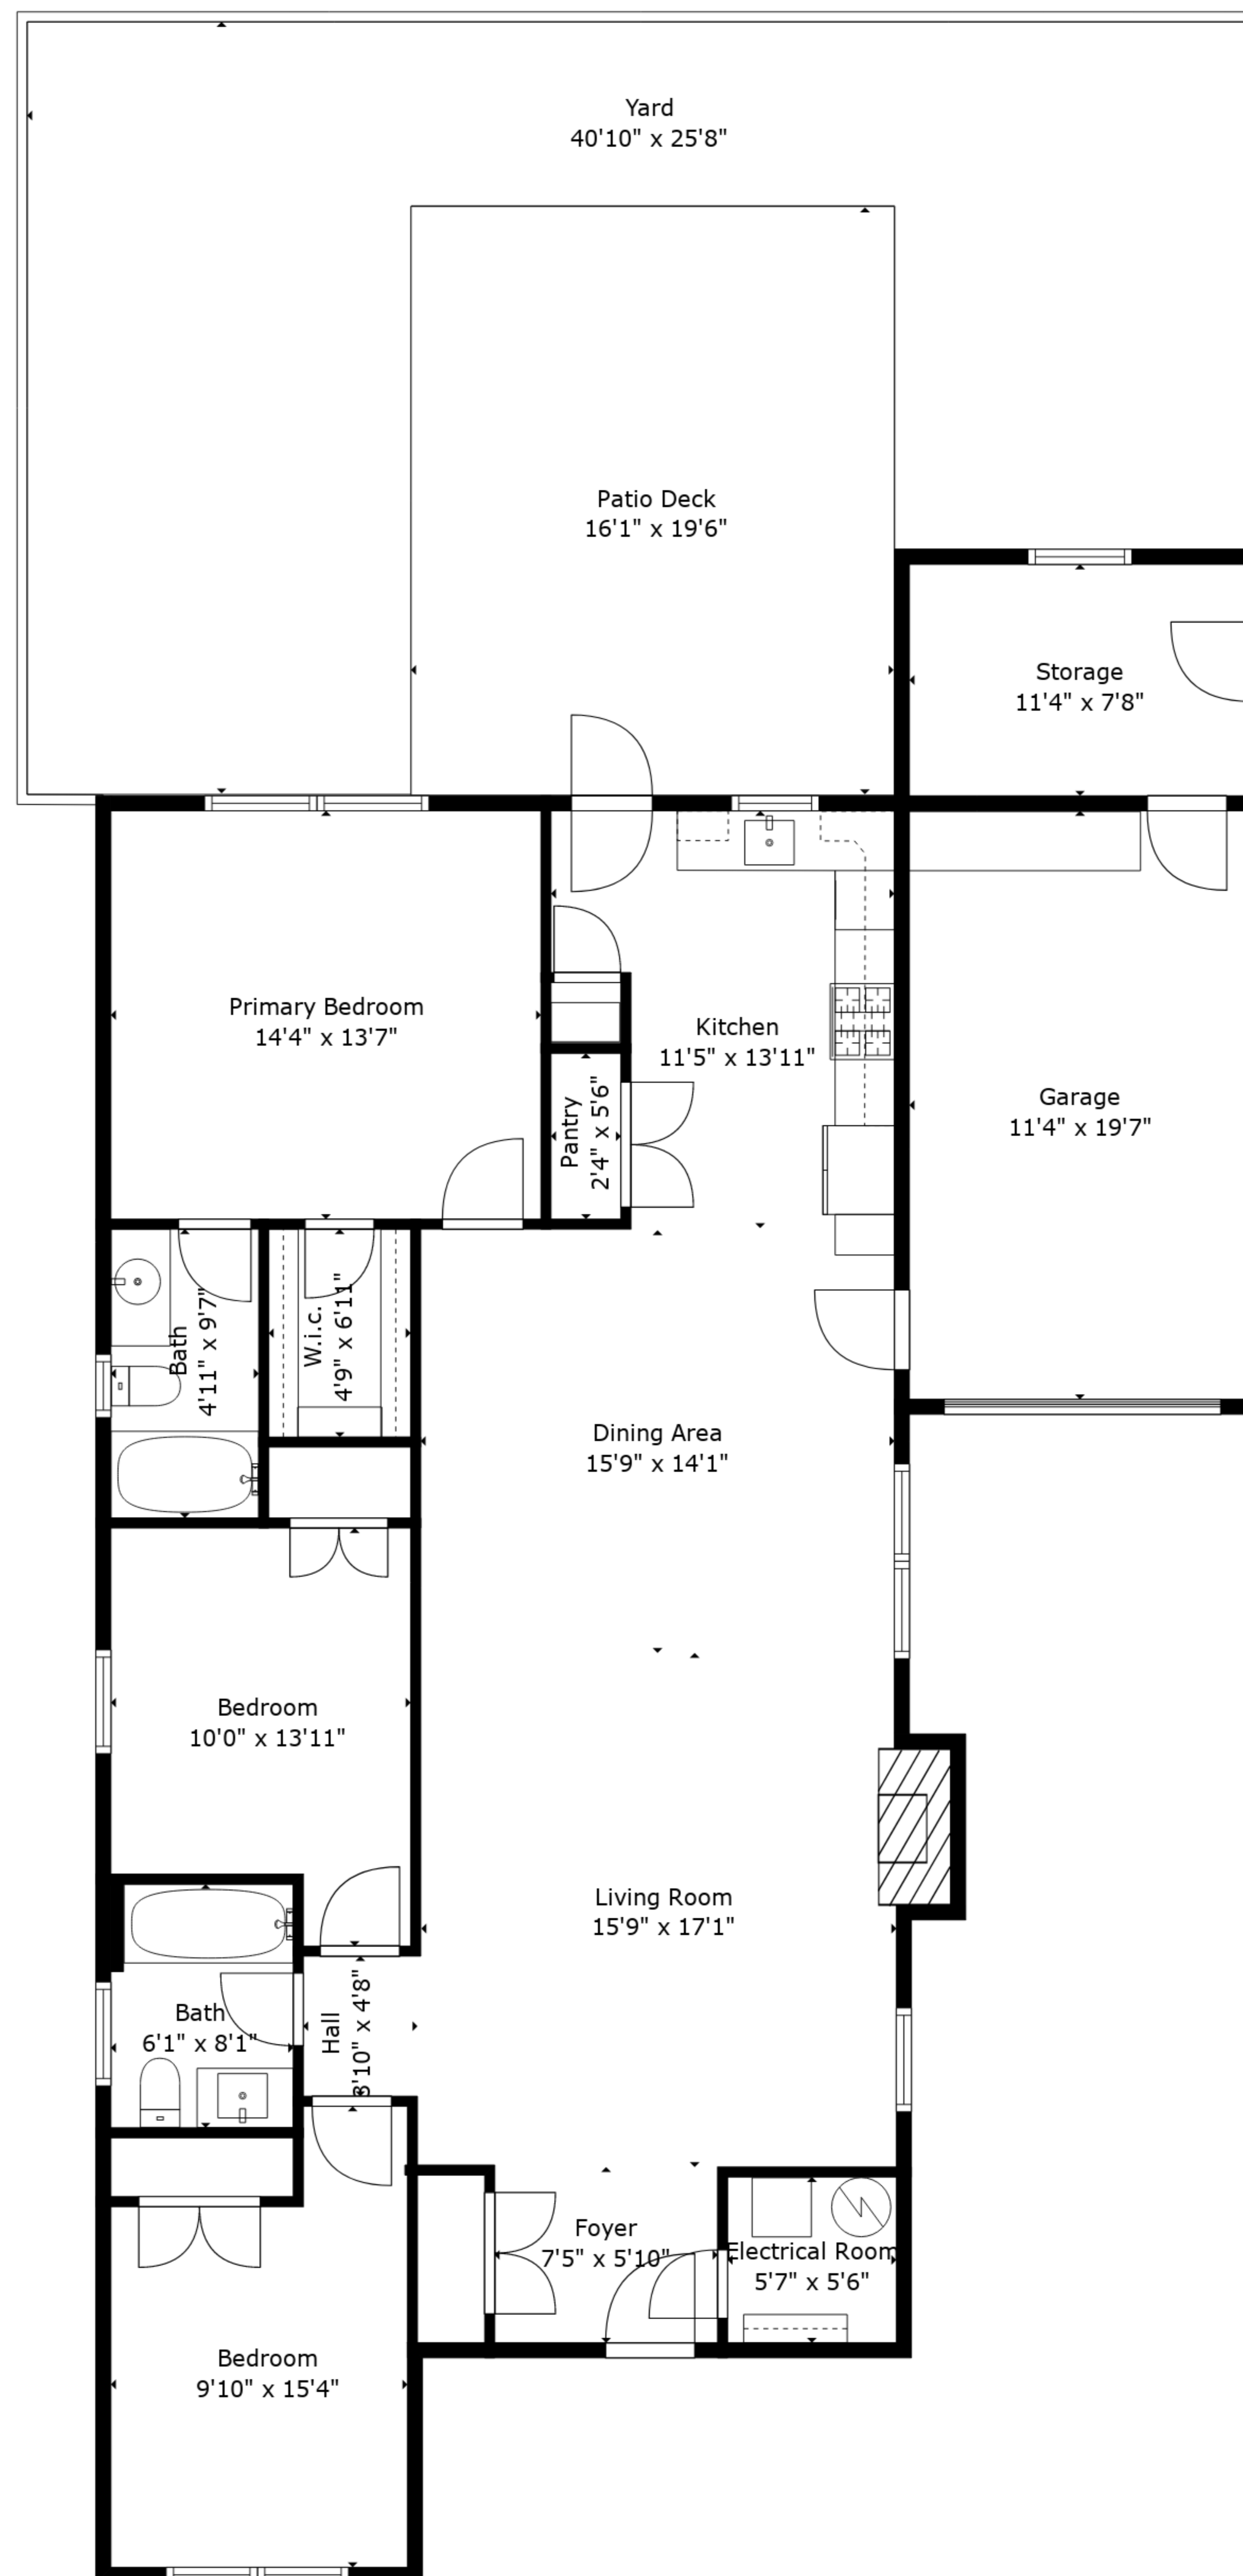 Yard
40'10" x 25'8"
Patio Deck
16'1" x 19'6"
Storage
11'4" x 7'8"
Primary Bedroom
14'4" x 13'7"
Kitchen
11'5" x 13'11"
Pantry
2'4" x 5'6"
Garage
11'4" x 19'7"
Bath
4'11" x 9'7"
W.i.c.
4'9" x 6'11"
Dining Area
15'9" x 14'1"
Bedroom
10'0" x 13'11"
Living Room
15'9" x 17'1"
Bath
6'1" x 8'1"
Hall
3'10" x 4'8"
Foyer
7'5" x 5'10"
Electrical Room
5'7" x 5'6"
Bedroom
9'10" x 15'4"